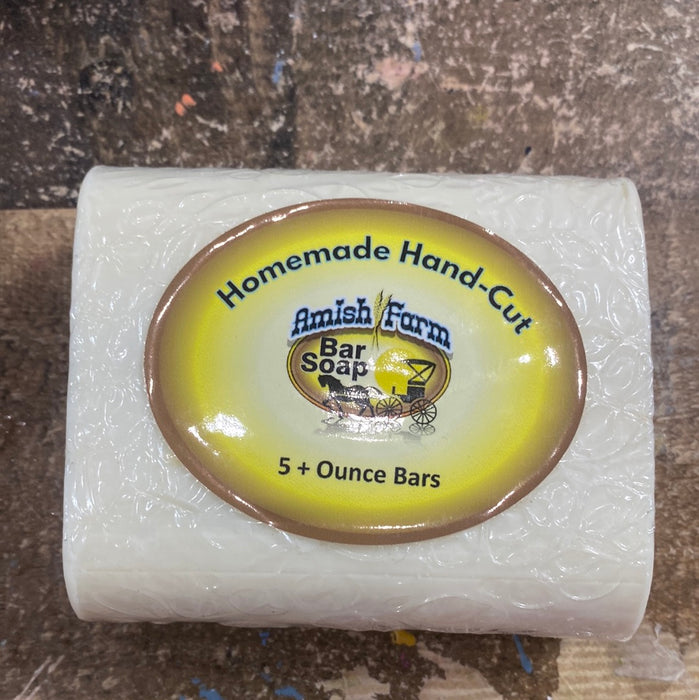 Homemade Hand-Cut
Amish Farm
Bar
Soap
5 + Ounce Bars